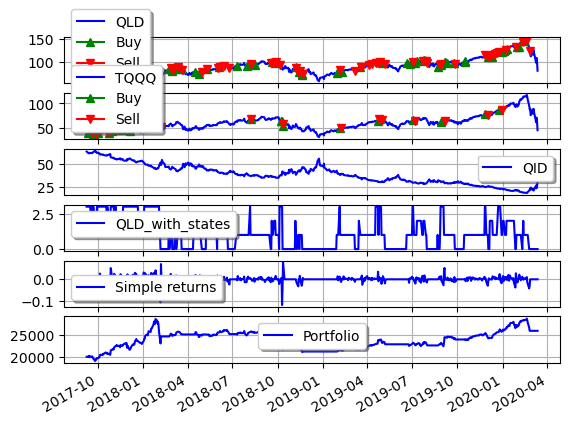 QLD
Buy
Sell
150
100
TQQQ
Buy
Sell
100
50
QID
50
25
QLD_with_states
2.5
0.0
Simple returns
0.0
−0.1
Portfolio
25000
20000
2017-10
2018-01
2018-04
2018-07
2018-10
2019-01
2019-04
2019-07
2019-10
2020-01
2020-04